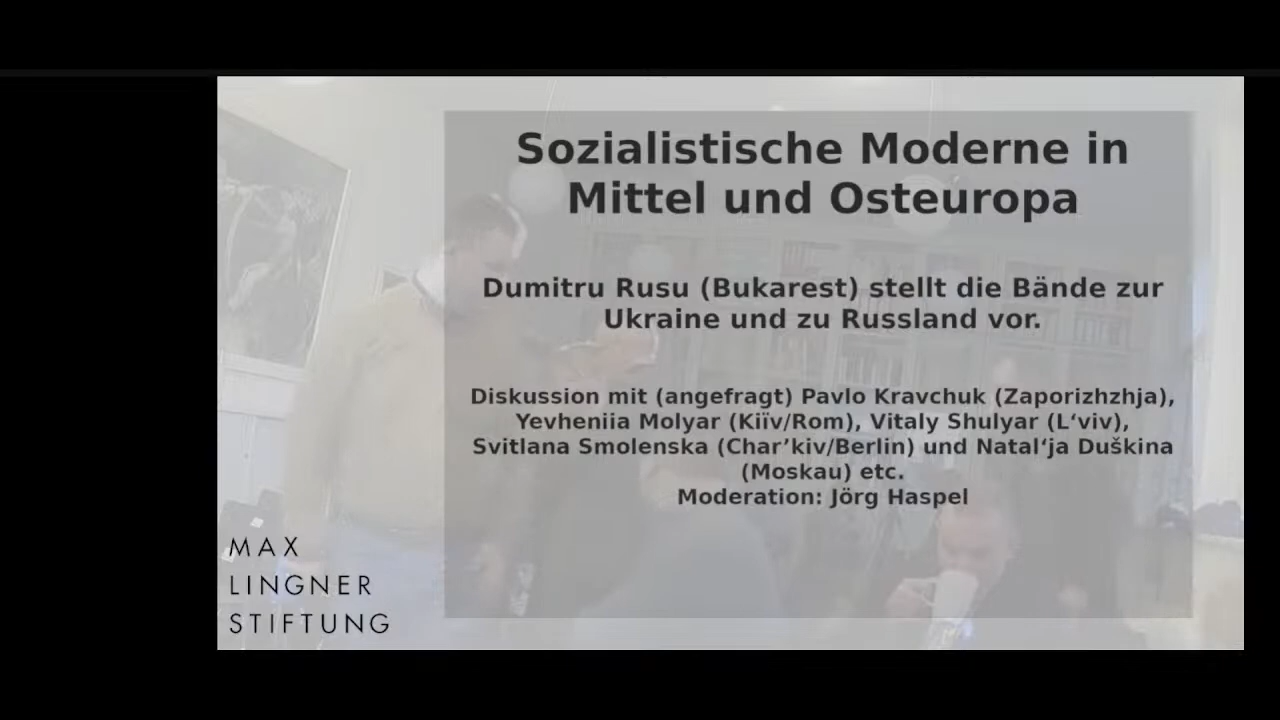 Sozialistische Moderne in
Mittel und Osteuropa
Dumitru Rusu (Bukarest) stellt die Bände zur
Ukraine und zu Russland vor.
Diskussion mit (angefragt) Pavlo Kravchuk (Zaporizhzhja),
Yevheniia Molyar (Kiïv/Rom), Vitaly Shulyar (L‘viv),
Svitlana Smolenska (Char’kiv/Berlin) und Natal‘ja Duškina
(Moskau) etc.
Moderation: Jörg Haspel
MAX
LINGNER
STIFTUNG